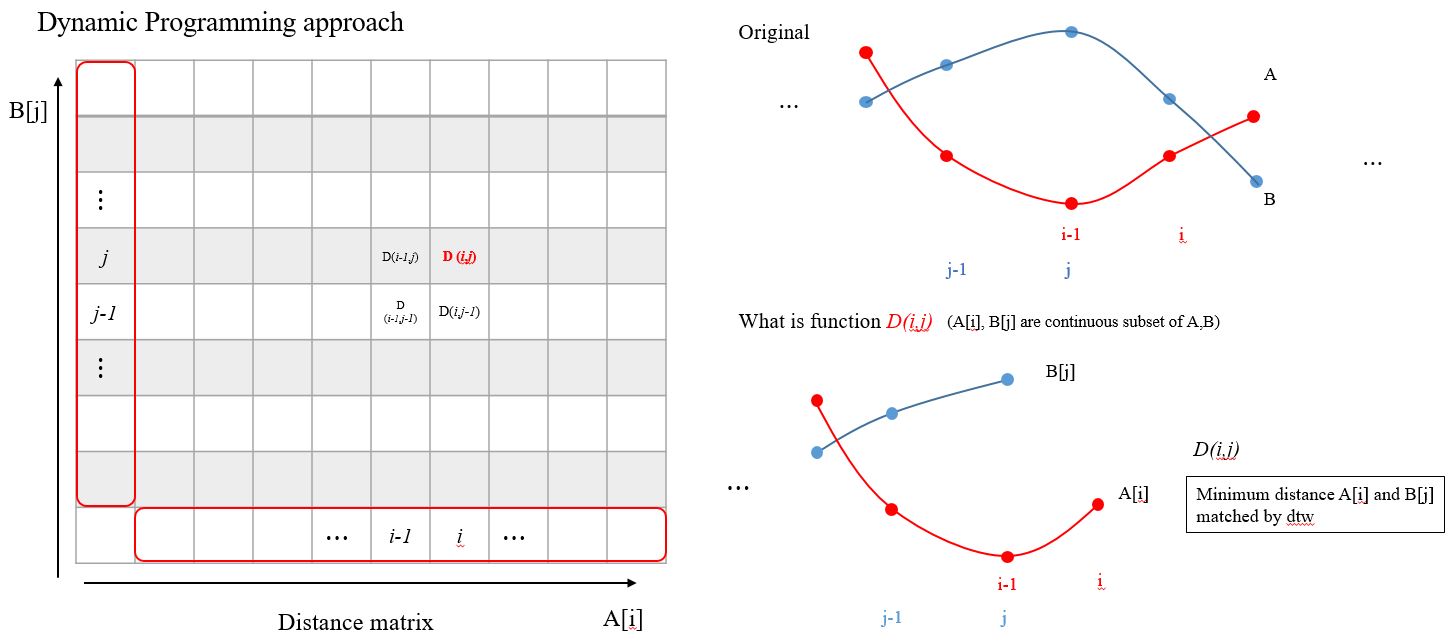 Dynamic Programming approach
B[j]
⋮
j
D(i-1,j)
D (i,j)
j-1
D
(i-1,j-1)
D(i,j-1)
⋮
...
i-1
i
...
Distance matrix
A[i]
Original
...
A
...
B
i-1
i
j-1
j
What is function D(i,j) (A[i], B[j] are continuous subset of A,B)
B[j]
D(i,j)
...
A[i]
Minimum distance A[i] and B[j]
matched by dtw
i-1
i
j-1
j